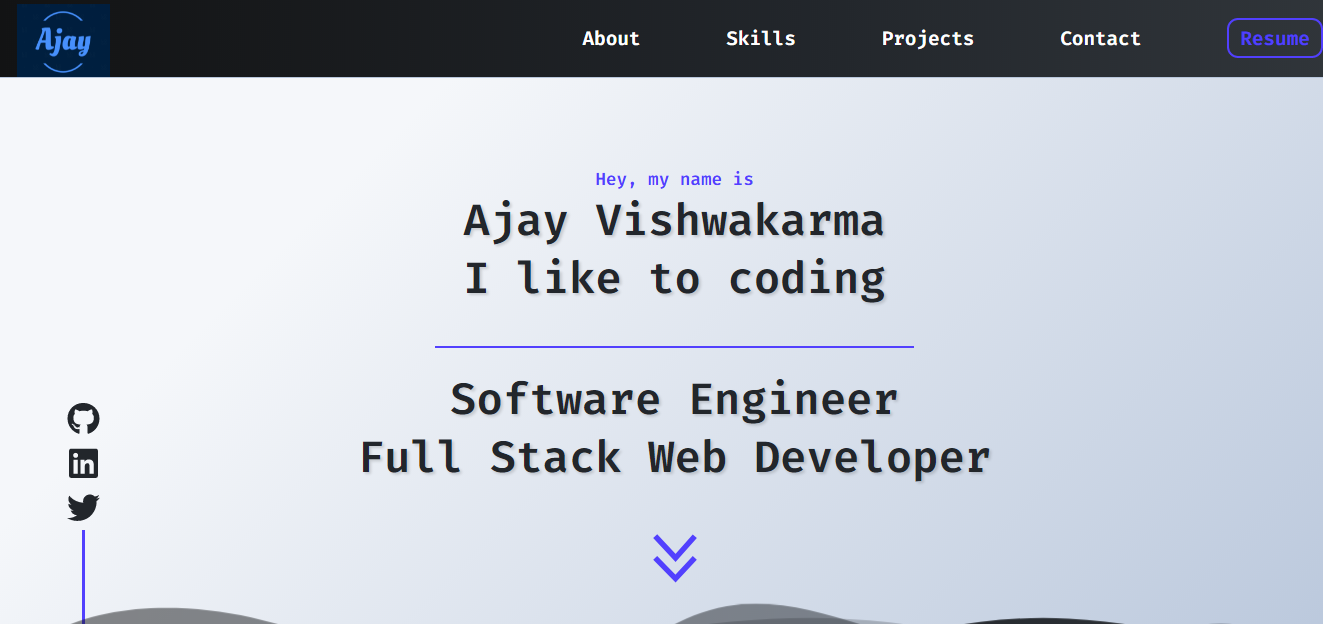 Ajay
About Skills Projects Contact Resume
Hey, my name is
Ajay Vishwakarma
I like to coding
Software Engineer
Full Stack Web Developer